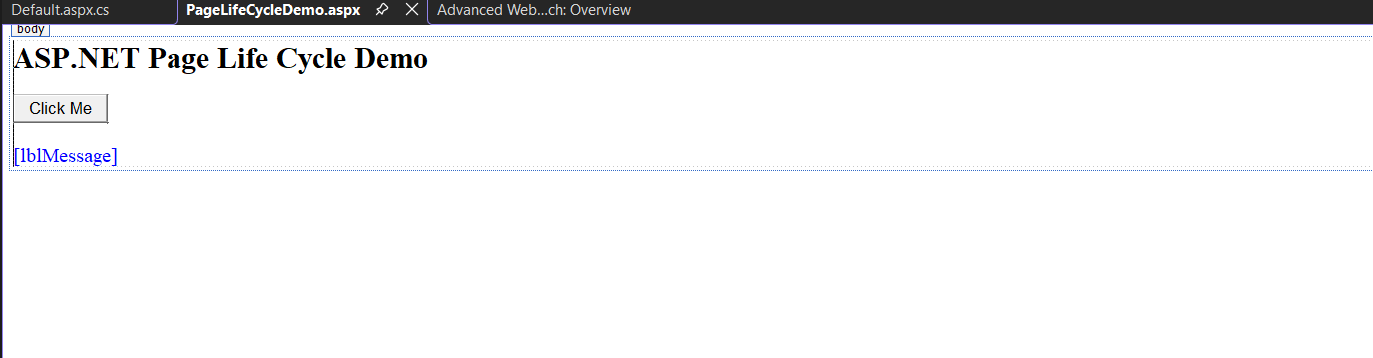 Default.aspx.cs
PageLifeCycleDemo.aspx
Advanced Web...ch: Overview
body
ASP.NET Page Life Cycle Demo
Click Me
[lblMessage]